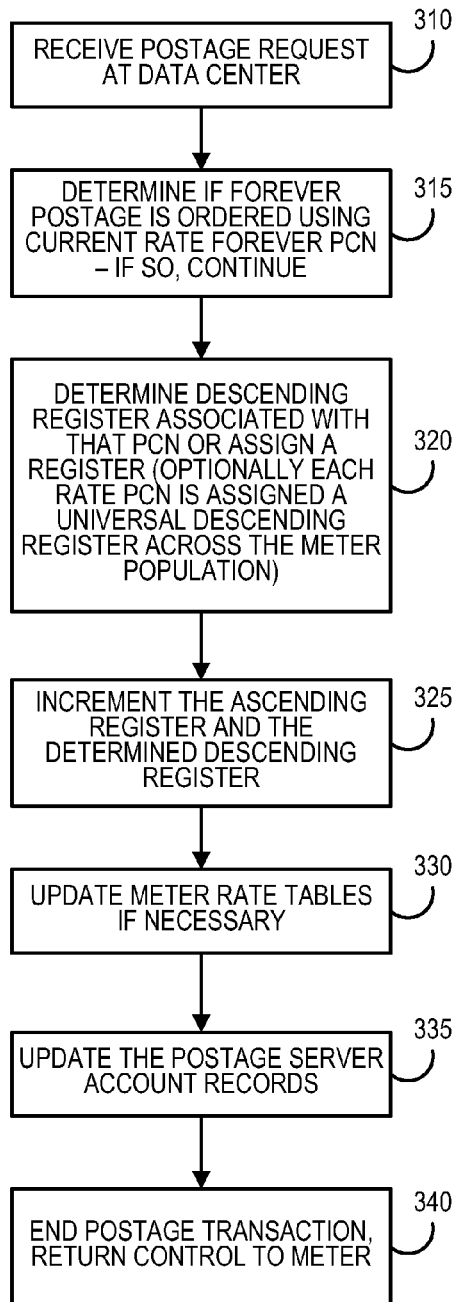 310
RECEIVE POSTAGE REQUEST
AT DATA CENTER
315
DETERMINE IF FOREVER
POSTAGE IS ORDERED USING
CURRENT RATE FOREVER PCN
– IF SO, CONTINUE
320
DETERMINE DESCENDING
REGISTER ASSOCIATED WITH
THAT PCN OR ASSIGN A
REGISTER (OPTIONALLY EACH
RATE PCN IS ASSIGNED A
UNIVERSAL DESCENDING
REGISTER ACROSS THE METER
POPULATION)
325
INCREMENT THE ASCENDING
REGISTER AND THE
DETERMINED DESCENDING
REGISTER
330
UPDATE METER RATE TABLES
IF NECESSARY
335
UPDATE THE POSTAGE SERVER
ACCOUNT RECORDS
340
END POSTAGE TRANSACTION,
RETURN CONTROL TO METER